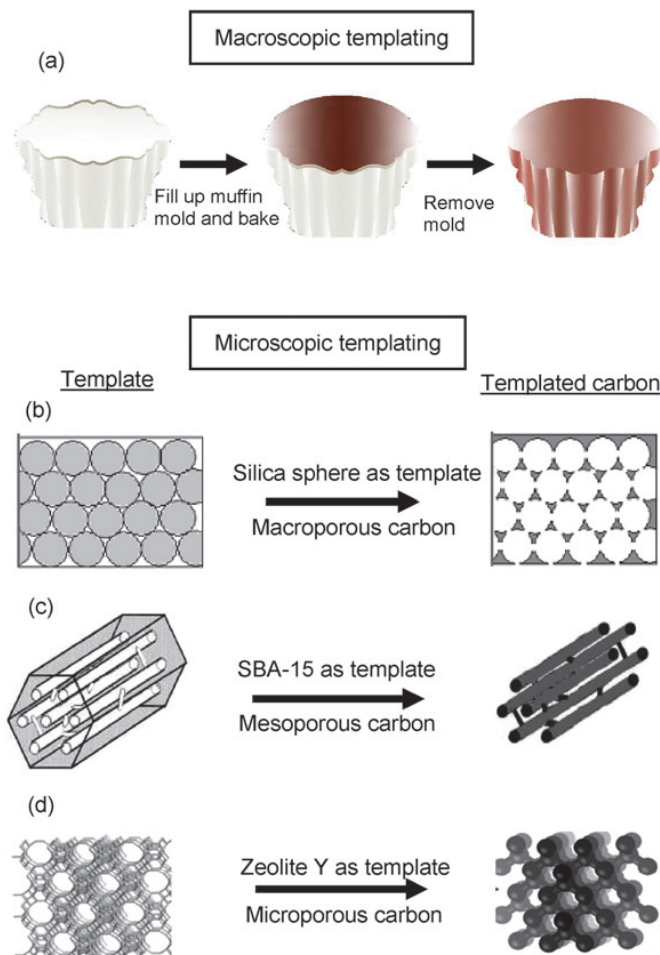 Macroscopic templating
(a)
Fill up muffin
mold and bake
Remove
mold
Microscopic templating
Template
Templated carbon
(b)
Silica sphere as template
Macroporous carbon
(c)
SBA-15 as template
Mesoporous carbon
(d)
Zeolite Y as template
Microporous carbon